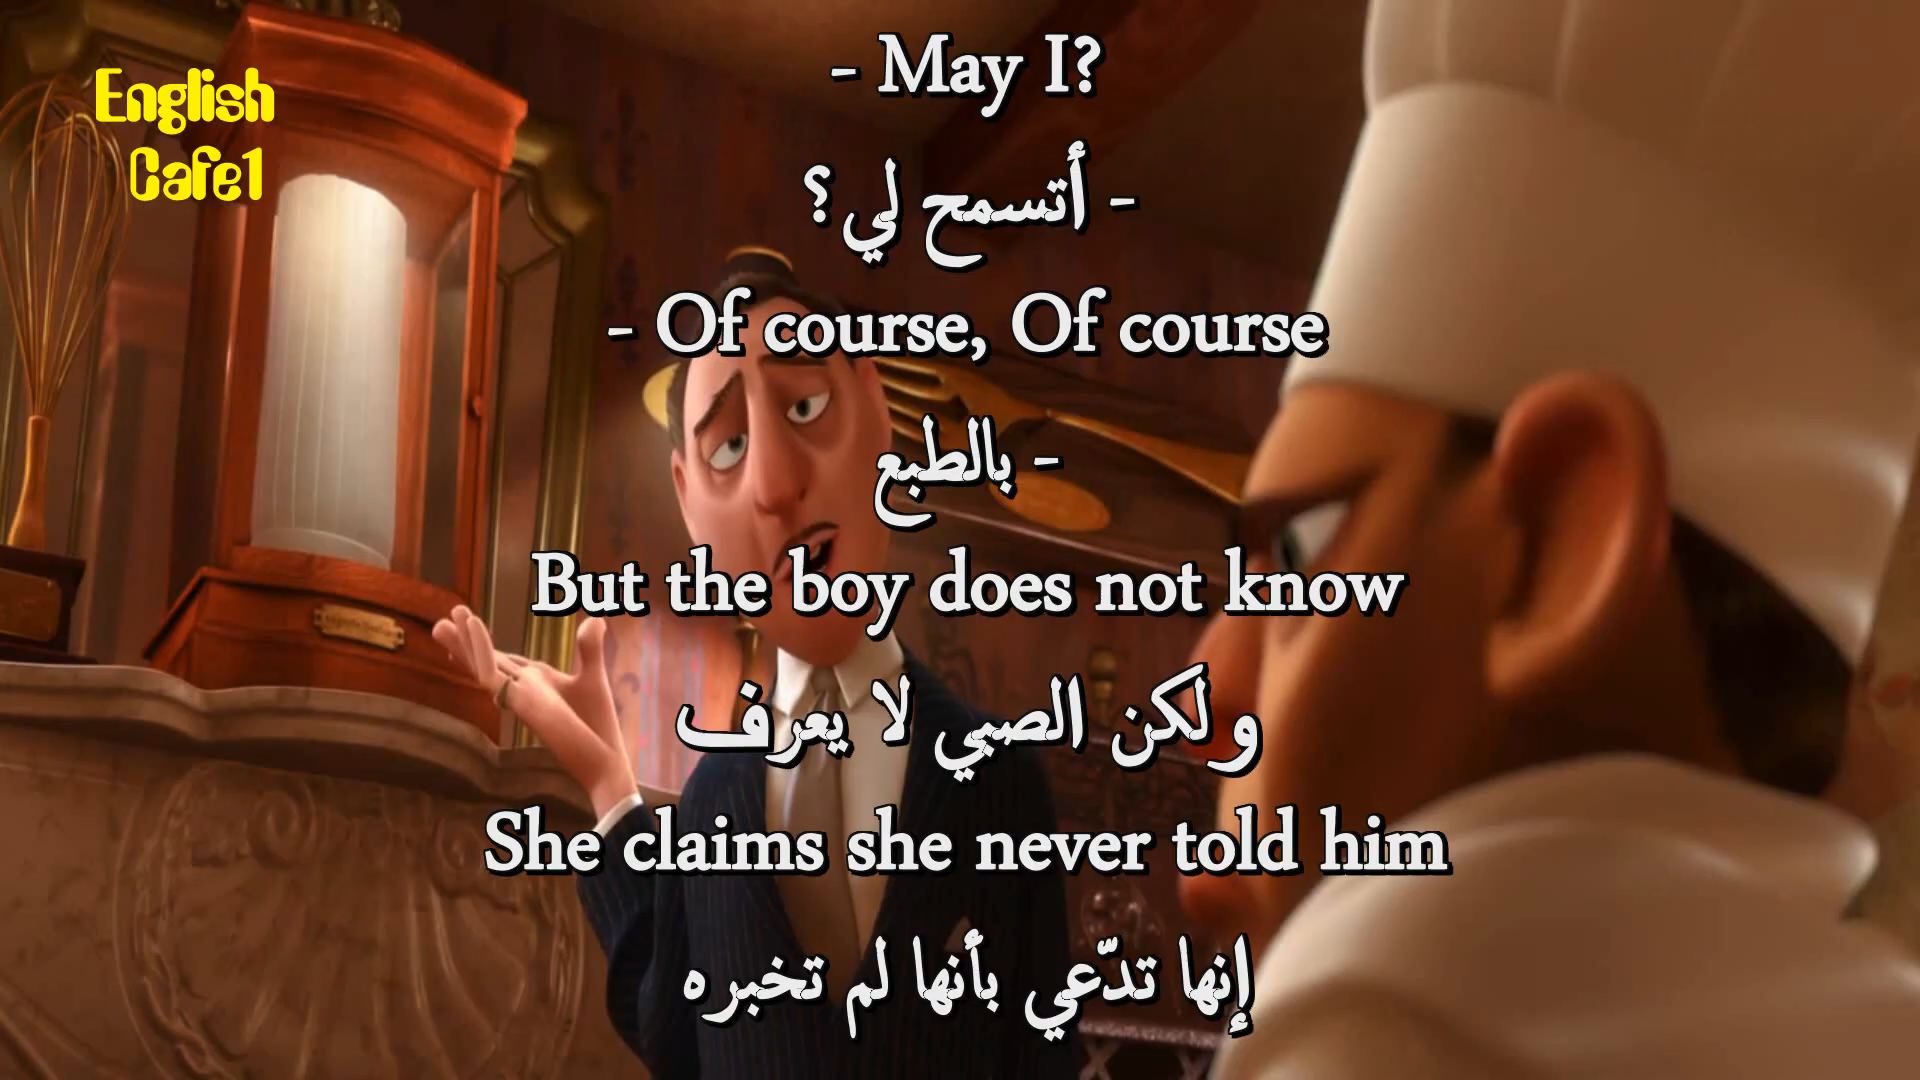 English
Cafe1
- May I?
- أتسمح لي؟
- Of course, Of course
- بالطبع
But the boy does not know
ولكن الصبي لا يعرف
She claims she never told him
إنها تدّعي بأنها لم تخبره